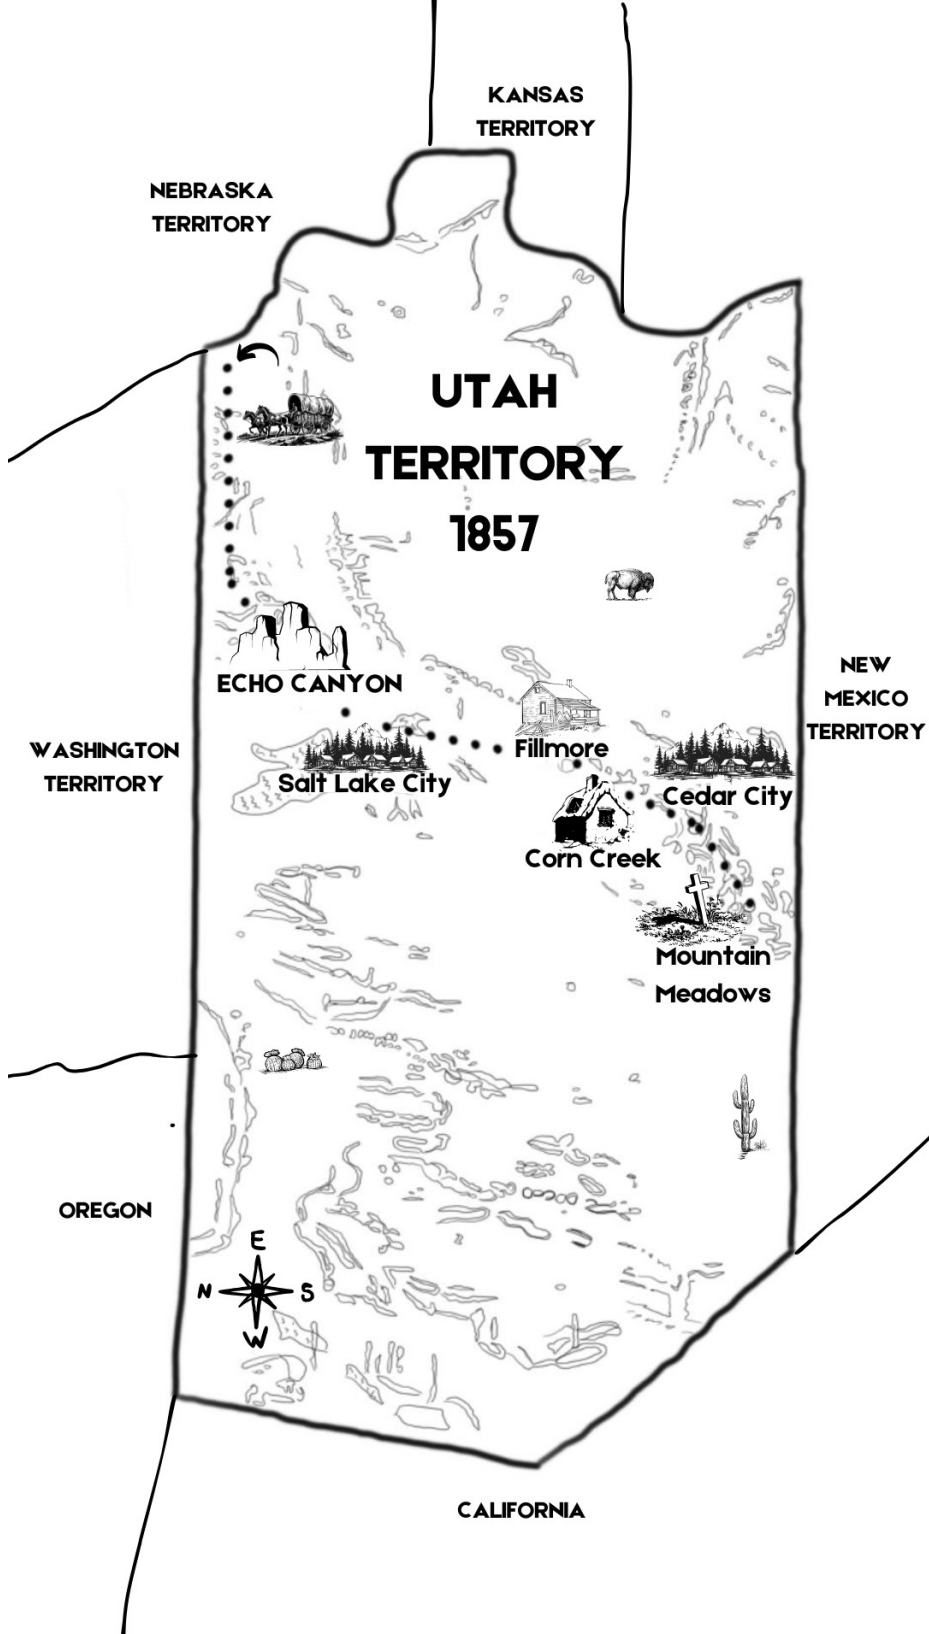 KANSAS
TERRITORY
NEBRASKA
TERRITORY
UTAH
TERRITORY
1857
ECHO CANYON
NEW
MEXICO
TERRITORY
WASHINGTON
TERRITORY
Fillmore
Salt Lake City
Cedar City
Corn Creek
Mountain
Meadows
OREGON
E
N S
W
CALIFORNIA